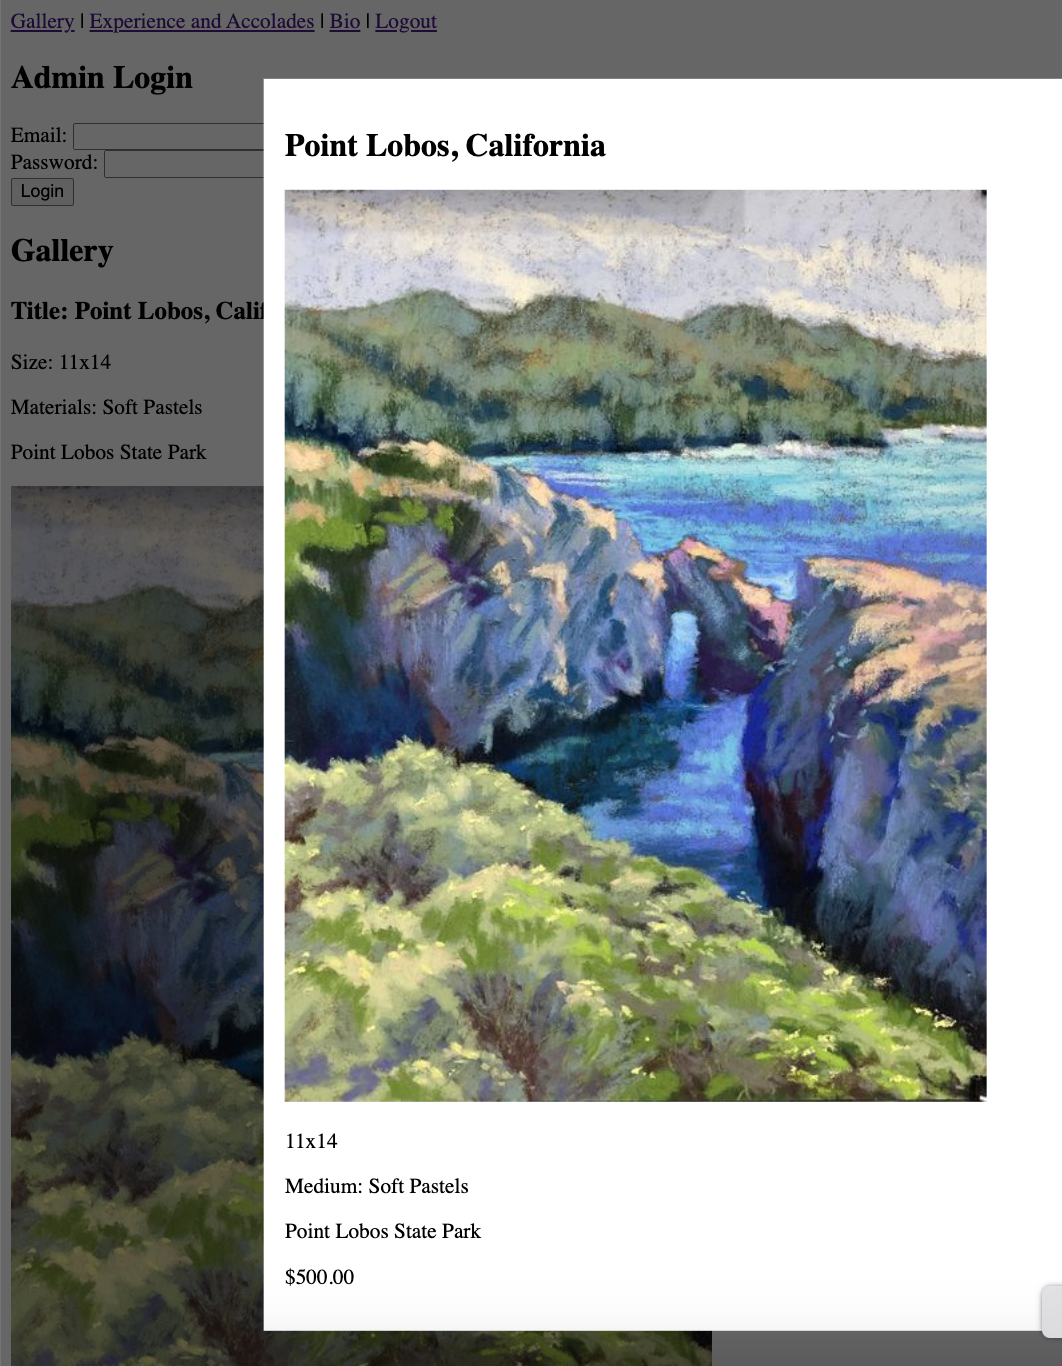 Gallery | Experience and Accolades | Bio | Logout
Admin Login
Email:
Password:
Login
Gallery
Title: Point Lobos, Calif
Size: 11x14
Materials: Soft Pastels
Point Lobos State Park
Point Lobos, California
11x14
Medium: Soft Pastels
Point Lobos State Park
$500.00